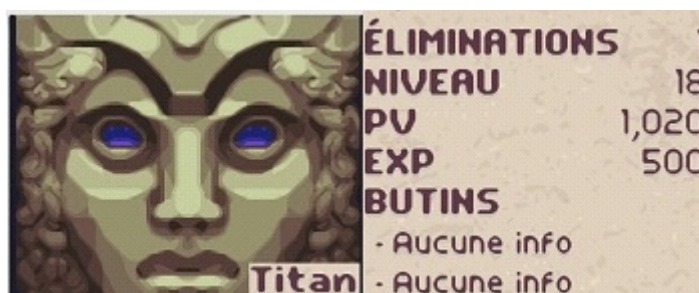 ÉLIMINATIONS
NIVEAU 18
PV 1,020
EXP 500
BUTINS
- Aucune info
Titan
- Aucune info